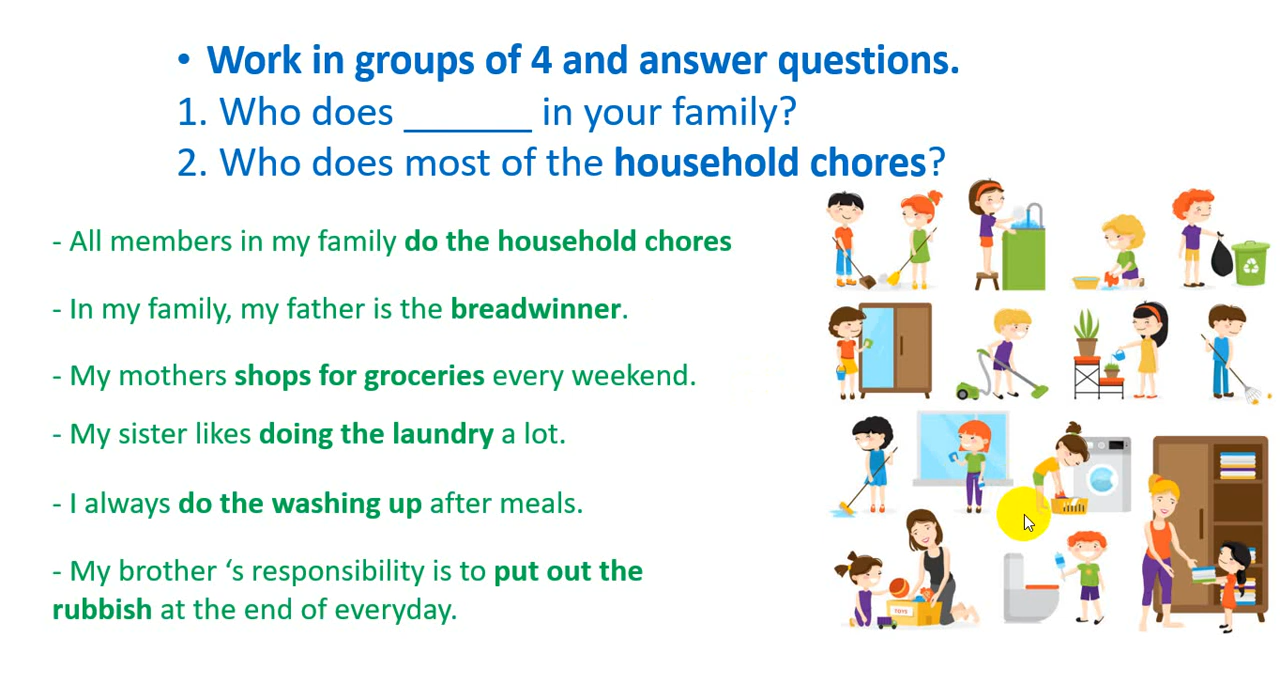 • Work in groups of 4 and answer questions.
1. Who does ______ in your family?
2. Who does most of the household chores?
- All members in my family do the household chores
- In my family, my father is the breadwinner.
- My mothers shops for groceries every weekend.
- My sister likes doing the laundry a lot.
- I always do the washing up after meals.
- My brother ‘s responsibility is to put out the
rubbish at the end of everyday.
TOYS